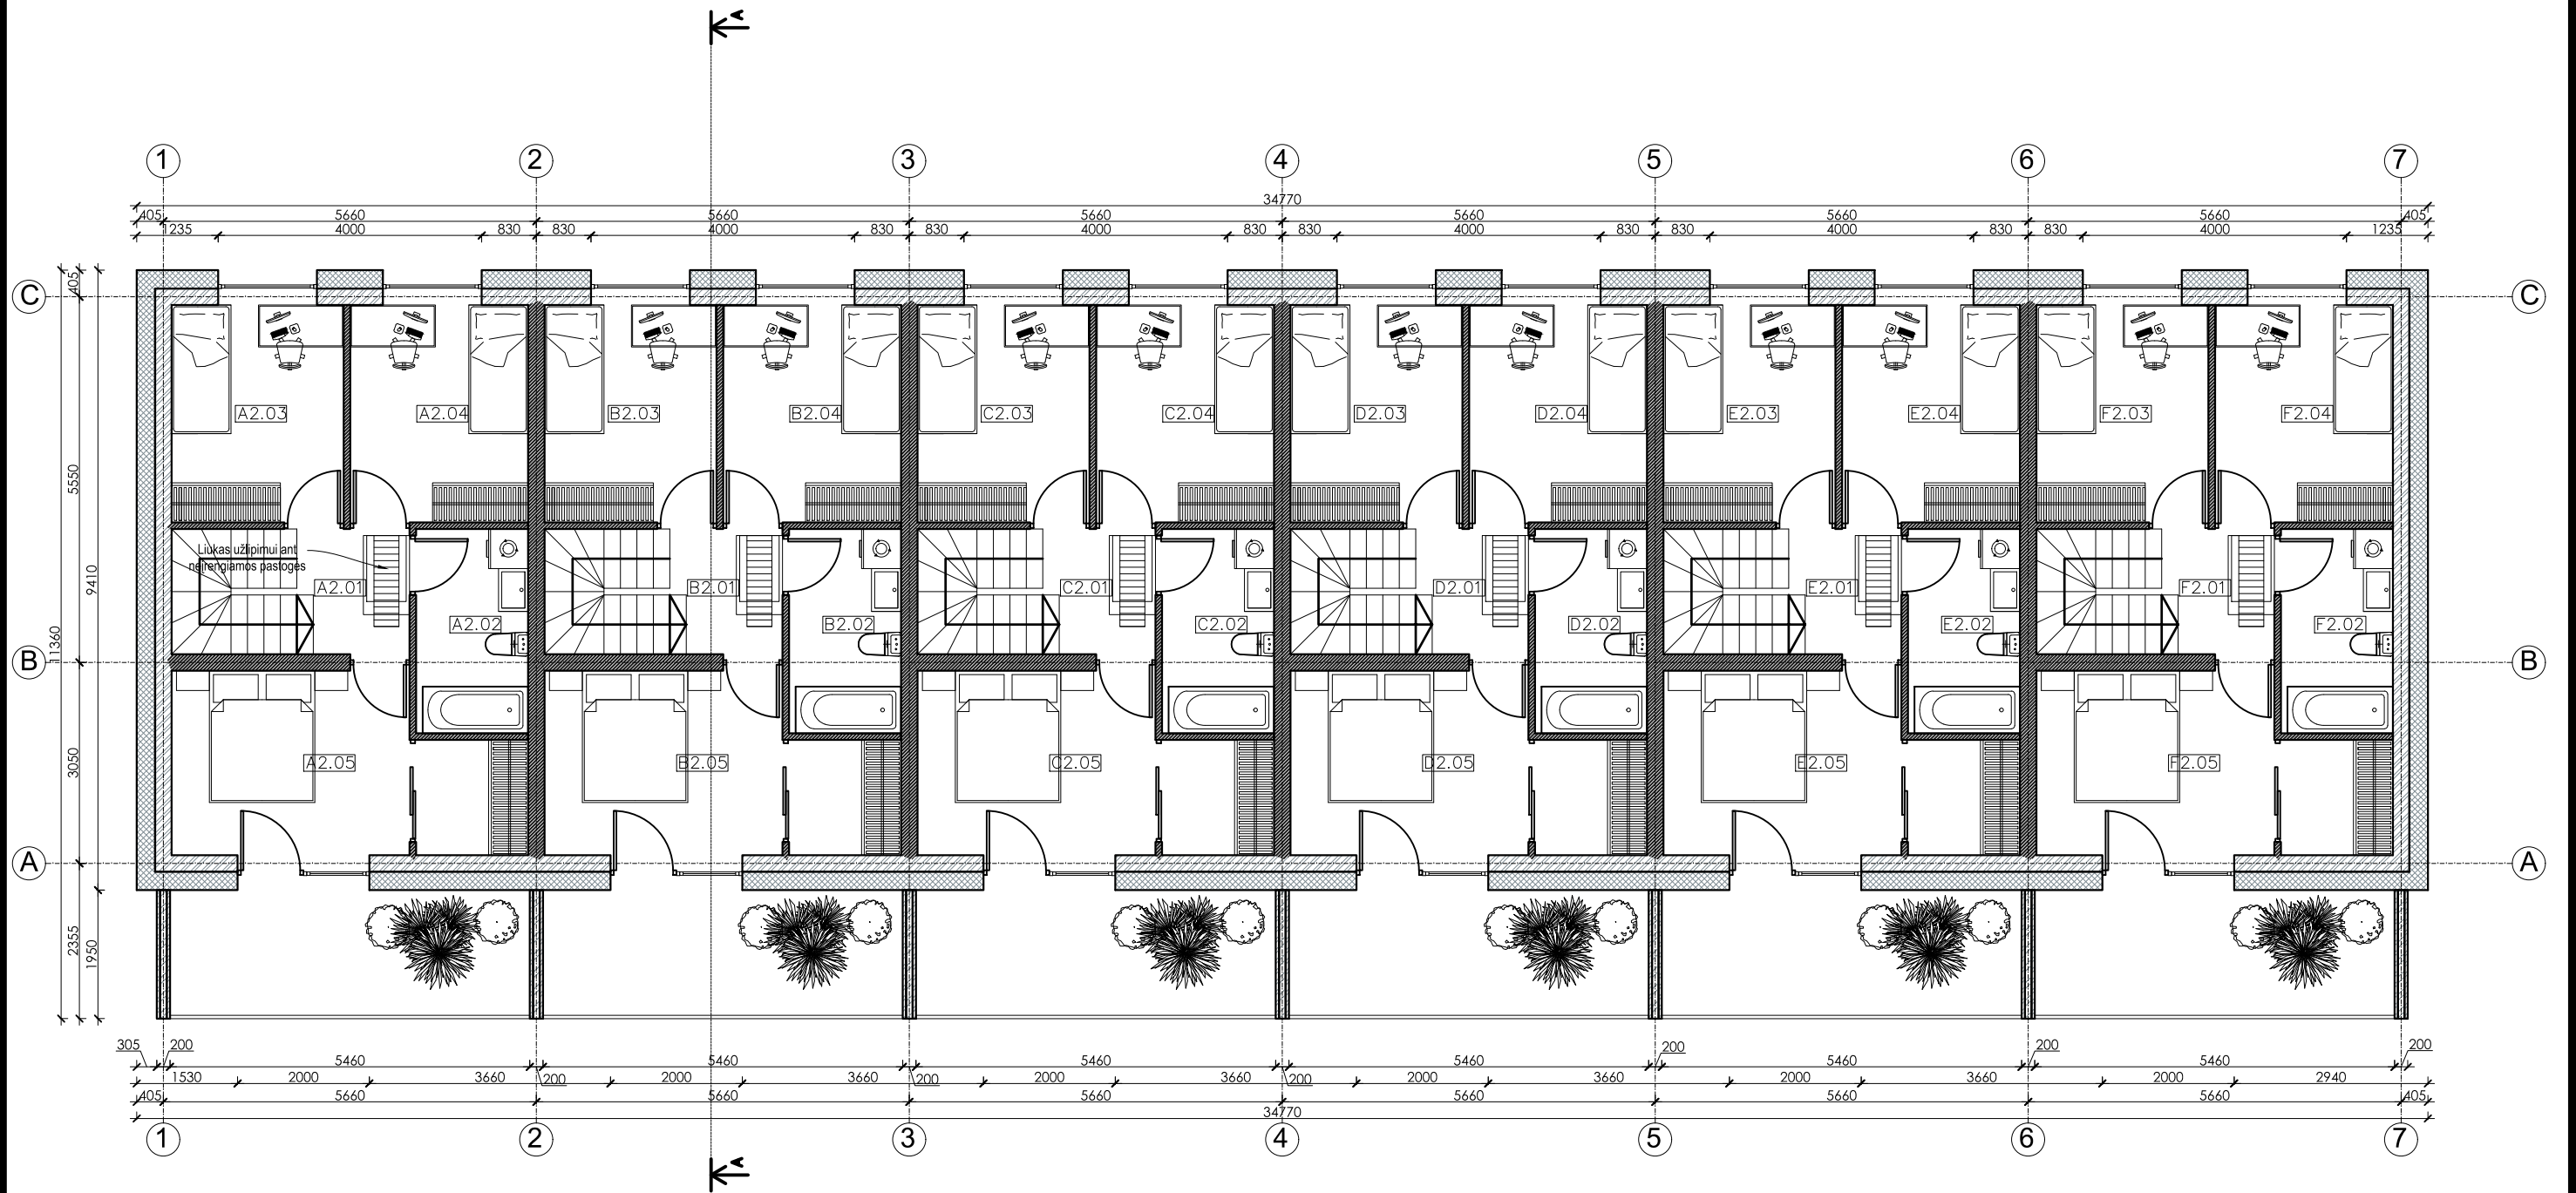 A
1 2 3 4 5 6 7
34770
405 5660 5660 5660 5660 5660 5660 405
1235 4000 830 830 4000 830 830 4000 830 830 4000 830 830 4000 830 830 4000 1235
405
C C
A2.03 A2.04 B2.03 B2.04 C2.03 C2.04 D2.03 D2.04 E2.03 E2.04 F2.03 F2.04
5550
9410
Liukas užlipimui ant
neįrengiamos pastogės
A2.01 B2.01 C2.01 D2.01 E2.01 F2.01
A2.02 B2.02 C2.02 D2.02 E2.02 F2.02
11360
B B
3050
A2.05 B2.05 C2.05 D2.05 E2.05 F2.05
A A
22355
1950
305 200 200 200 200
5460 5460 5460 5460 5460 5460
1530 2000 3660 200 2000 3660 200 2000 3660 200 2000 3660 2000 3660 2000 2940
405 5660 5660 5660 5660 5660 5660 405
34770
1 2 3 4 5 6 7
A